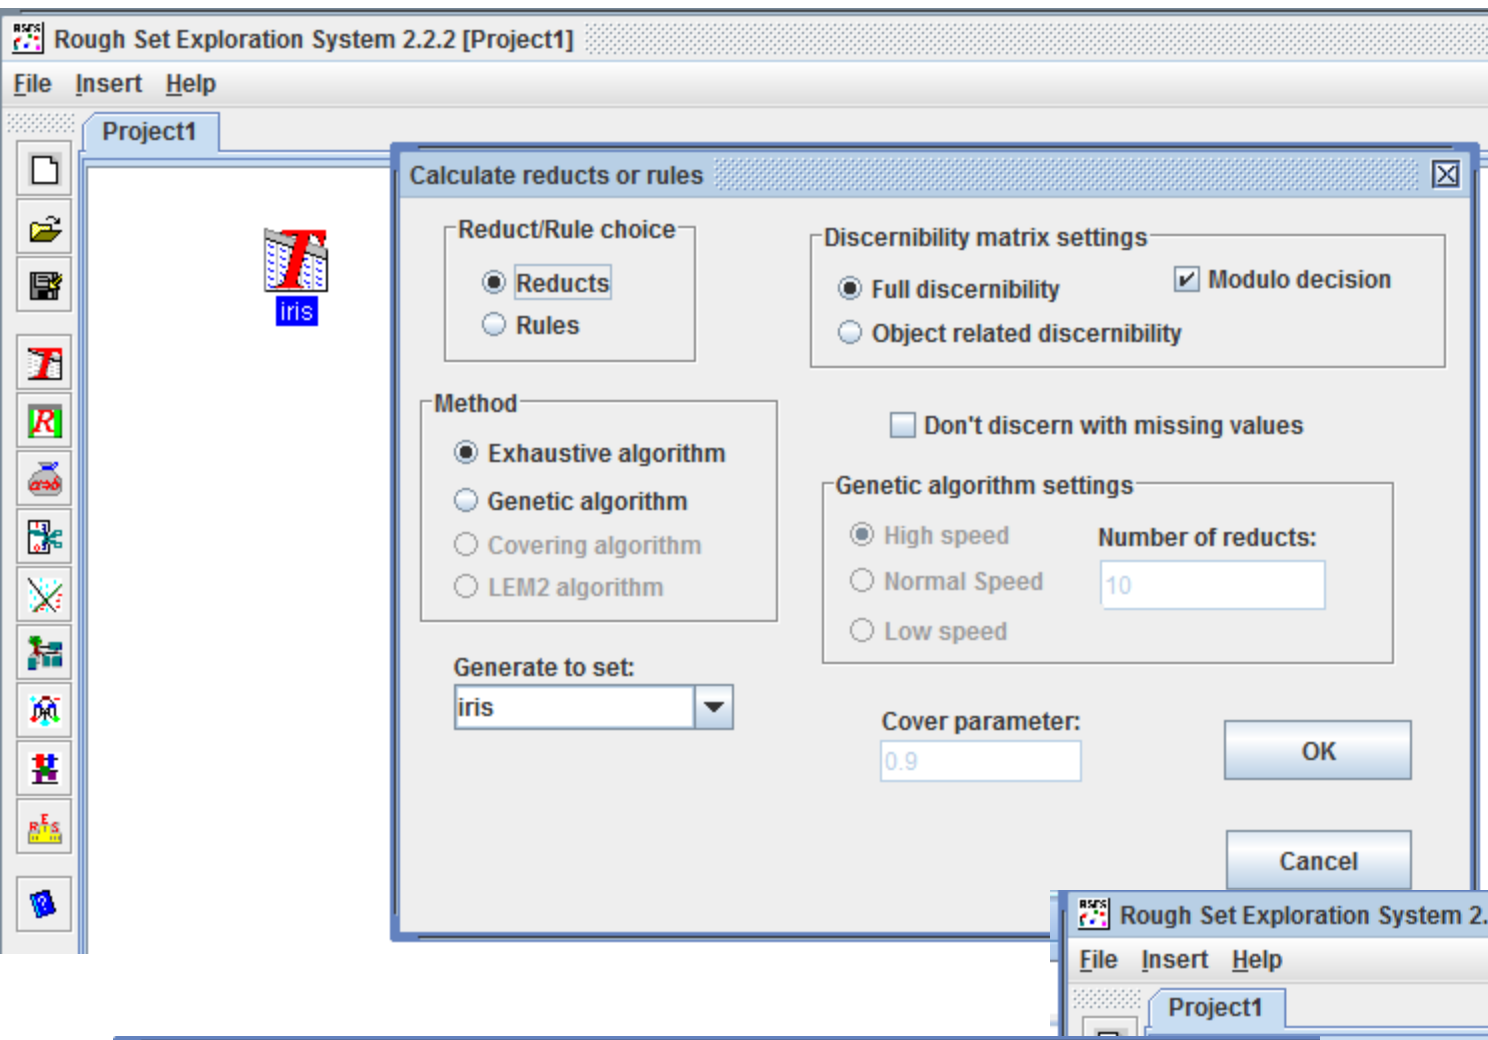 Rough Set Exploration System 2.2.2 [Project1]
File Insert Help
Project1
iris
Calculate reducts or rules
Reduct/Rule choice
Reducts
Rules
Discernibility matrix settings
Full discernibility
Modulo decision
Object related discernibility
Method
Exhaustive algorithm
Genetic algorithm
Covering algorithm
LEM2 algorithm
Don't discern with missing values
Genetic algorithm settings
High speed
Normal Speed
Low speed
Number of reducts:
10
Generate to set:
iris
Cover parameter:
0.9
OK
Cancel
Rough Set Exploration System 2.
File Insert Help
Project1